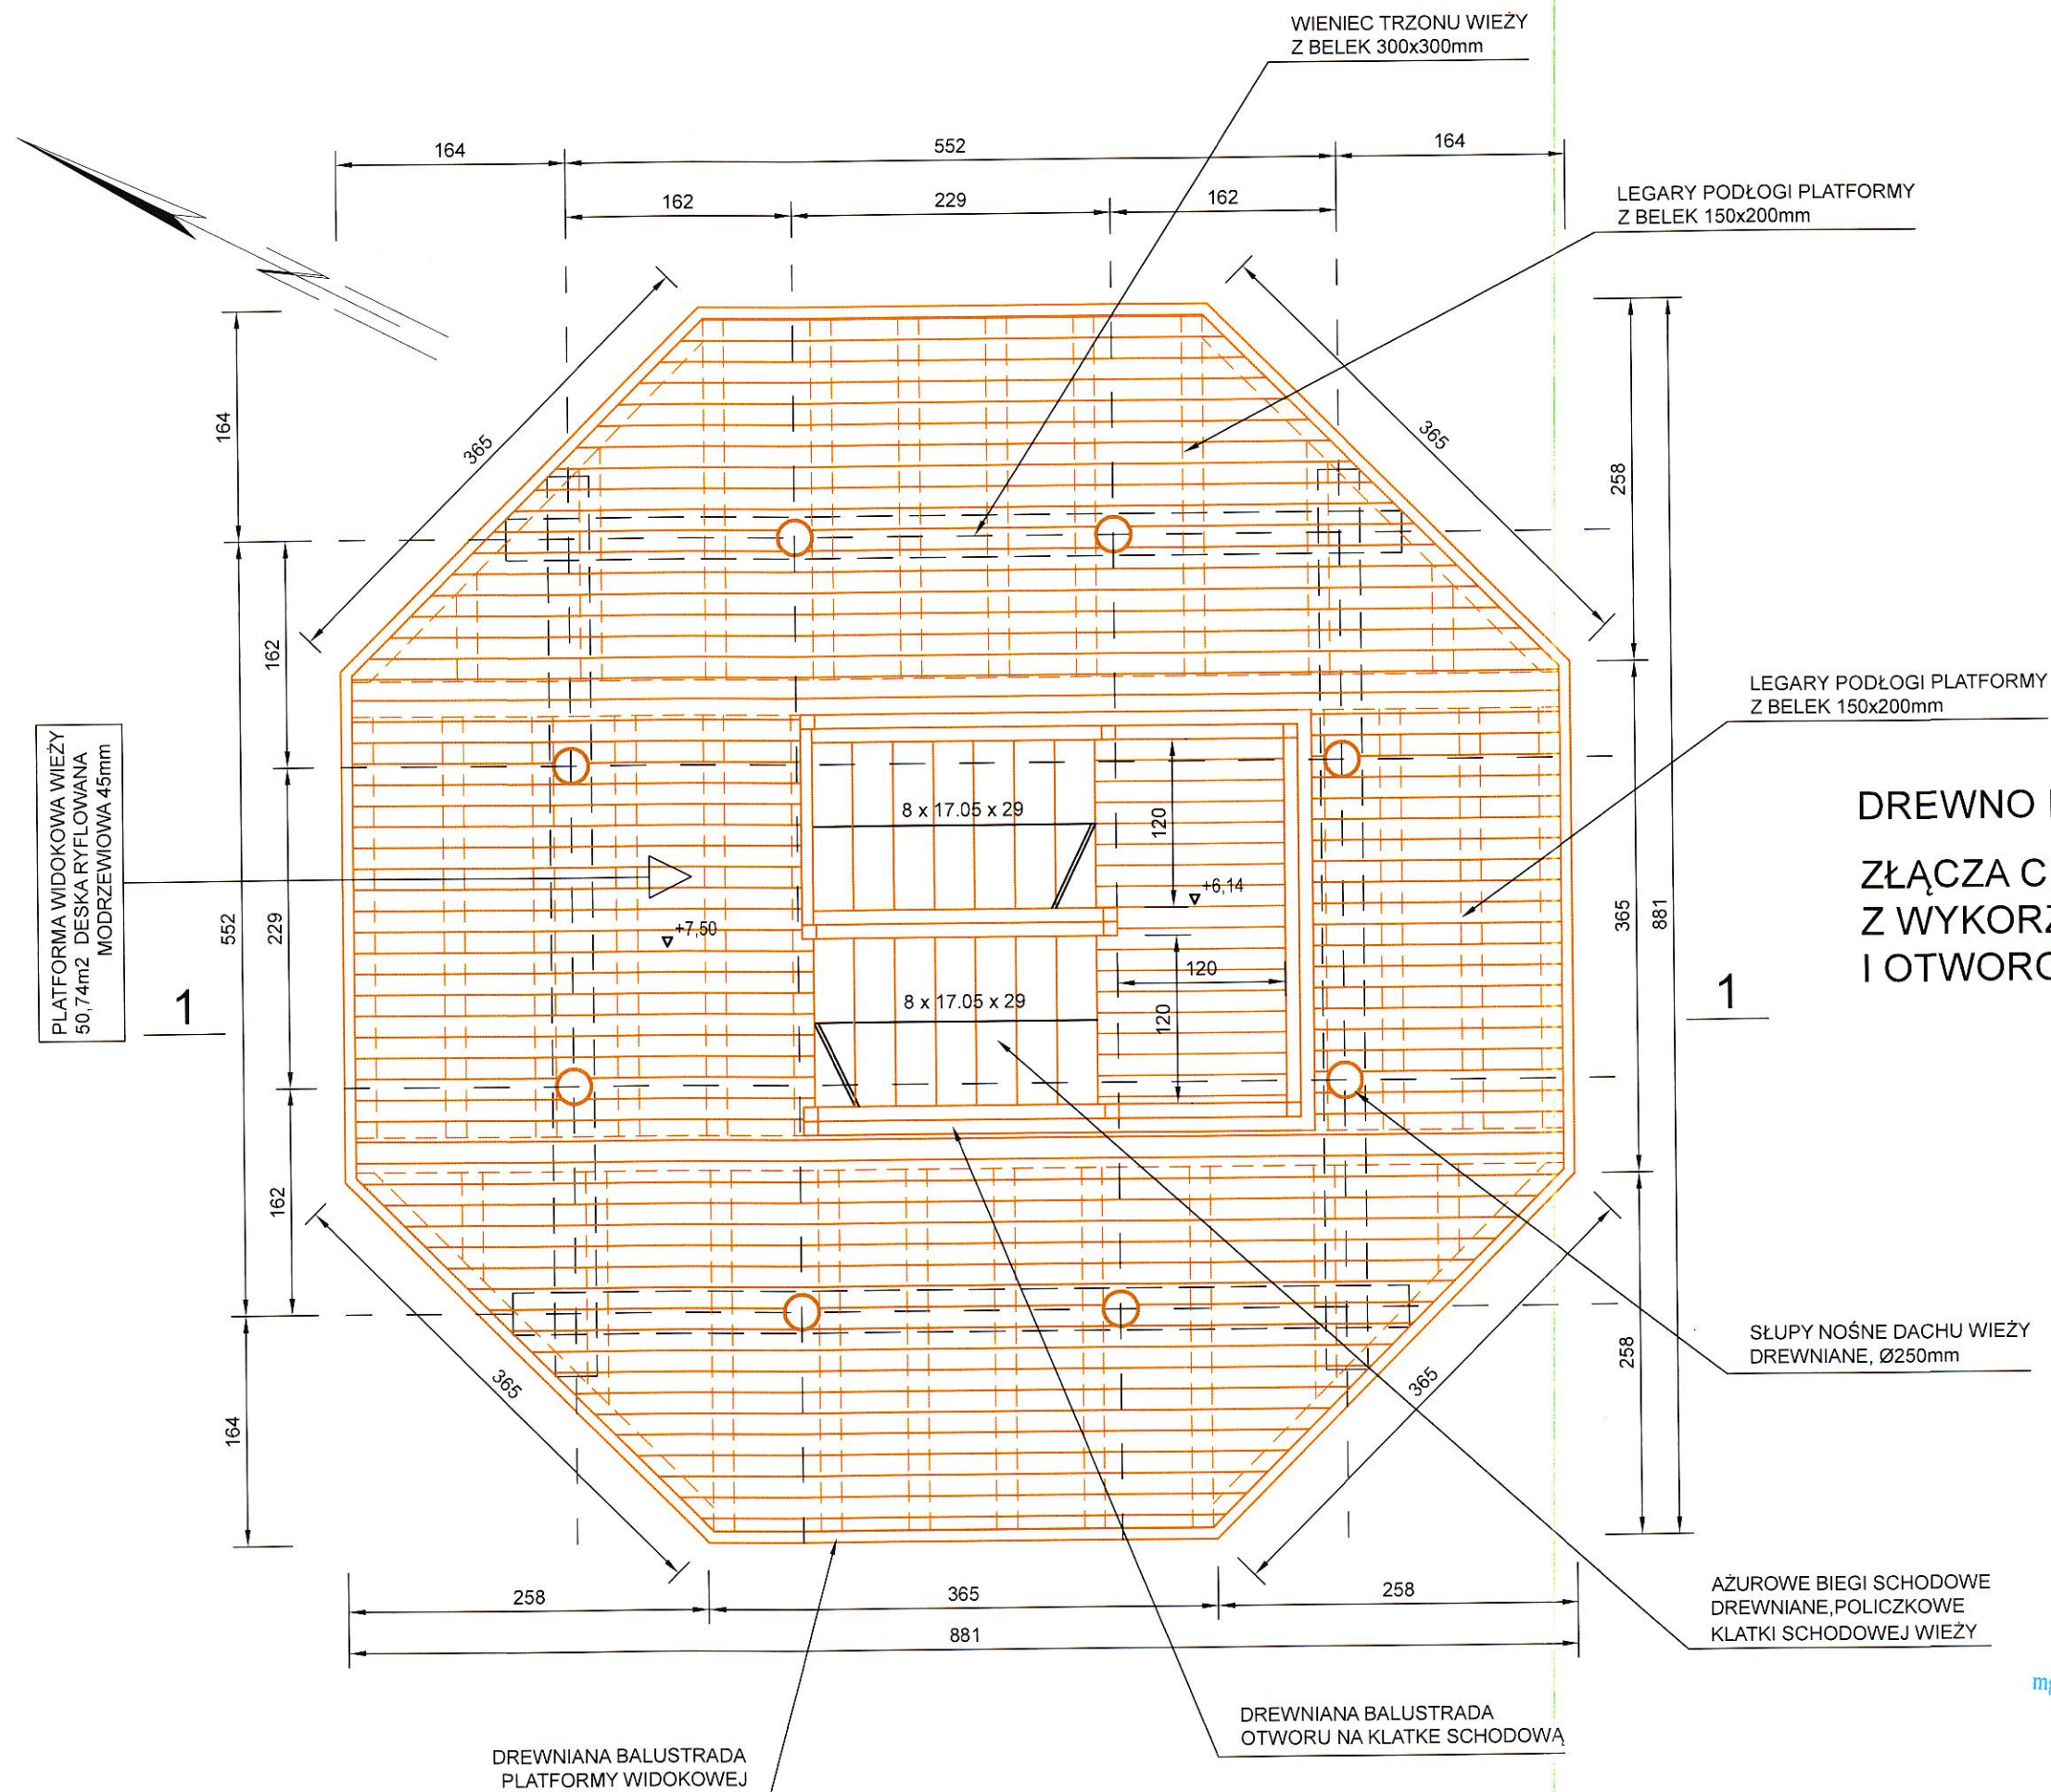 WIENIEC TRZONU WIEŻY
Z BELEK 300x300mm
164
552
164
162
229
162
LEGARY PODŁOGI PLATFORMY
Z BELEK 150x200mm
365
365
164
258
162
552
229
162
164
LEGARY PODŁOGI PLATFORMY
Z BELEK 150x200mm
PLATFORMA WIDOKOWA WIEŻY
50,74m2 DESKA RYFLOWANA
MODRZEWIOWA 45mm
8 x 17.05 x 29
120
+6,14
+7,50
120
8 x 17.05 x 29
120
365
881
DREWNO
ZŁĄCZA
Z
I
1
1
SŁUPY NOŚNE DACHU WIEŻY
DREWNIANE, Ø250mm
258
365
365
AŻUROWE BIEGI SCHODOWE
DREWNIANE,POLICZKOWE
KLATKI SCHODOWEJ WIEŻY
258
365
258
881
DREWNIANA BALUSTRADA
OTWORU NA KLATKE SCHODOWĄ
DREWNIANA BALUSTRADA
PLATFORMY WIDOKOWEJ